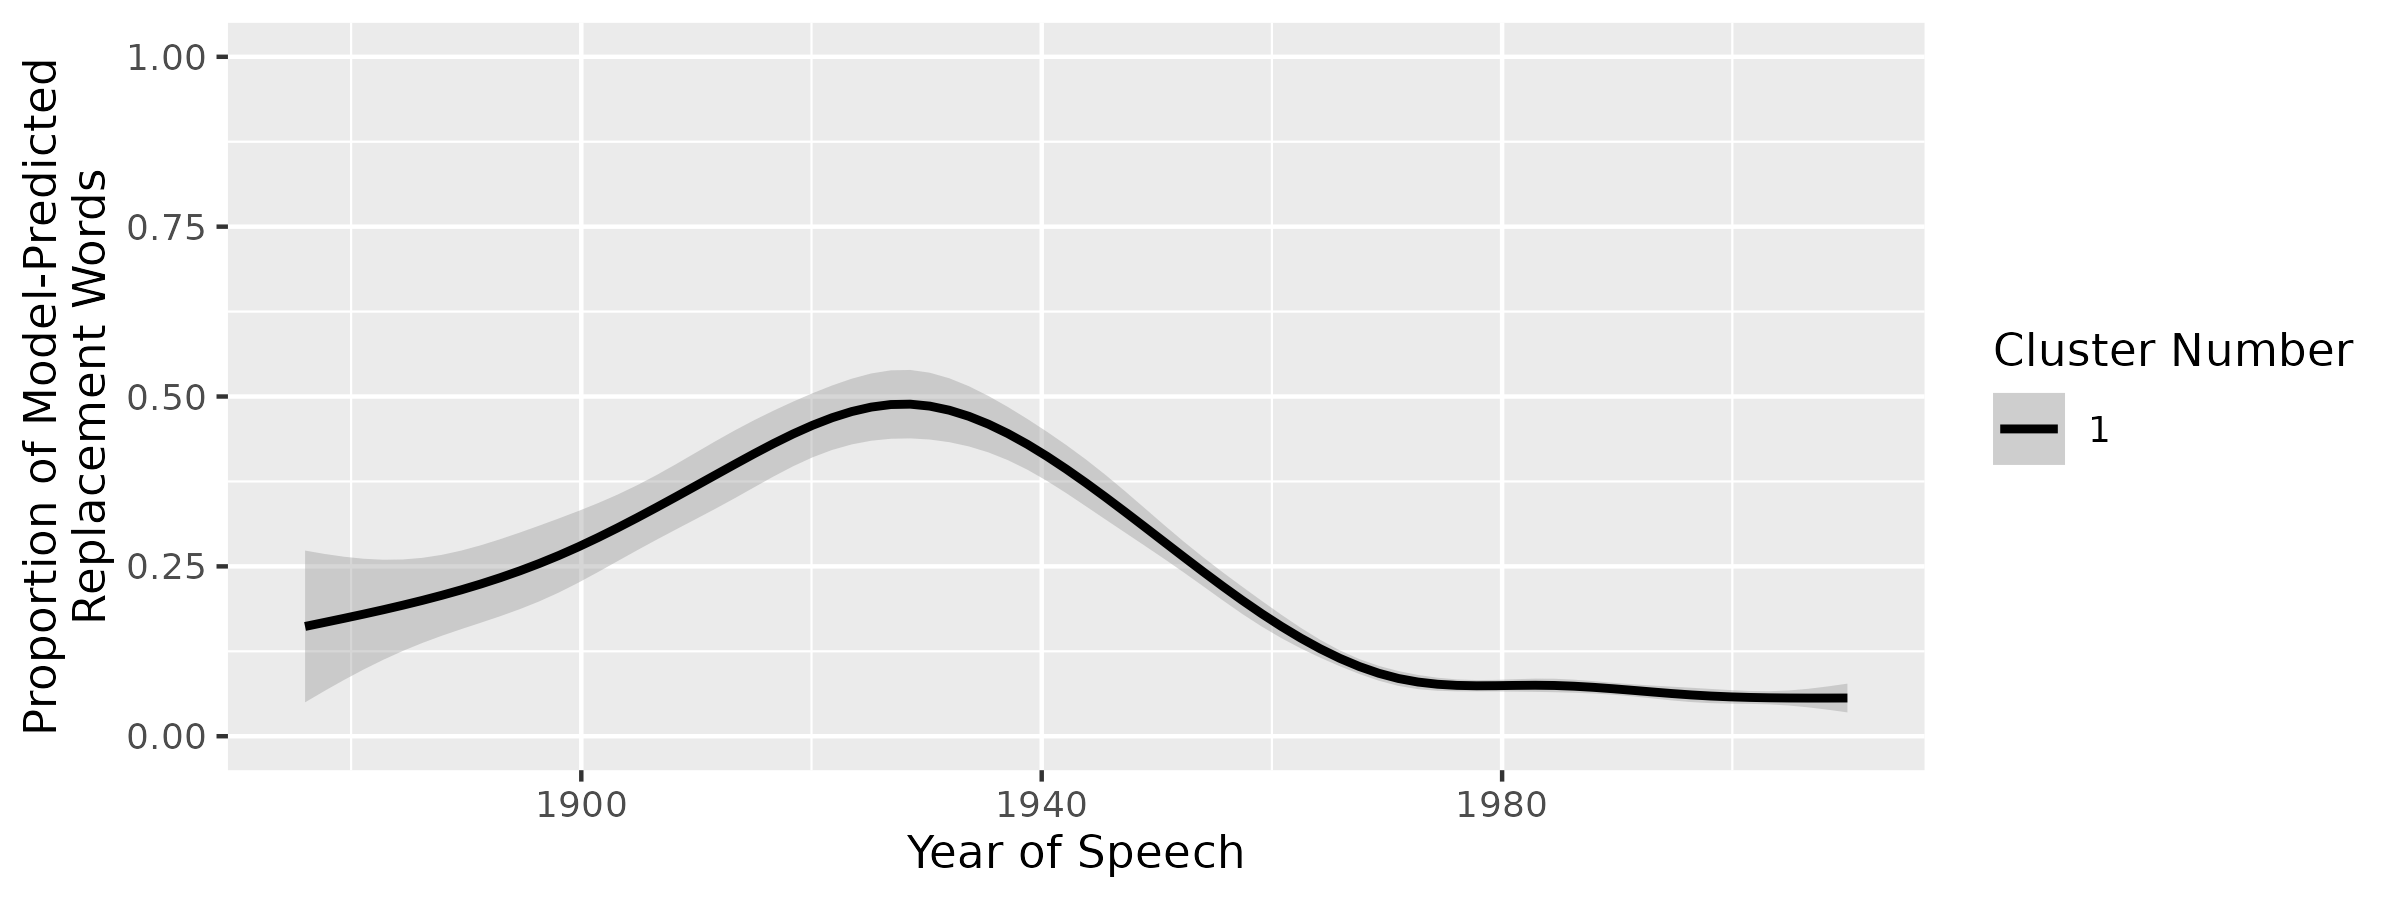 Proportion of Model-Predicted
Replacement Words
1.00
0.75
0.50
0.25
0.00
1900
1940
1980
Year of Speech
Cluster Number
1